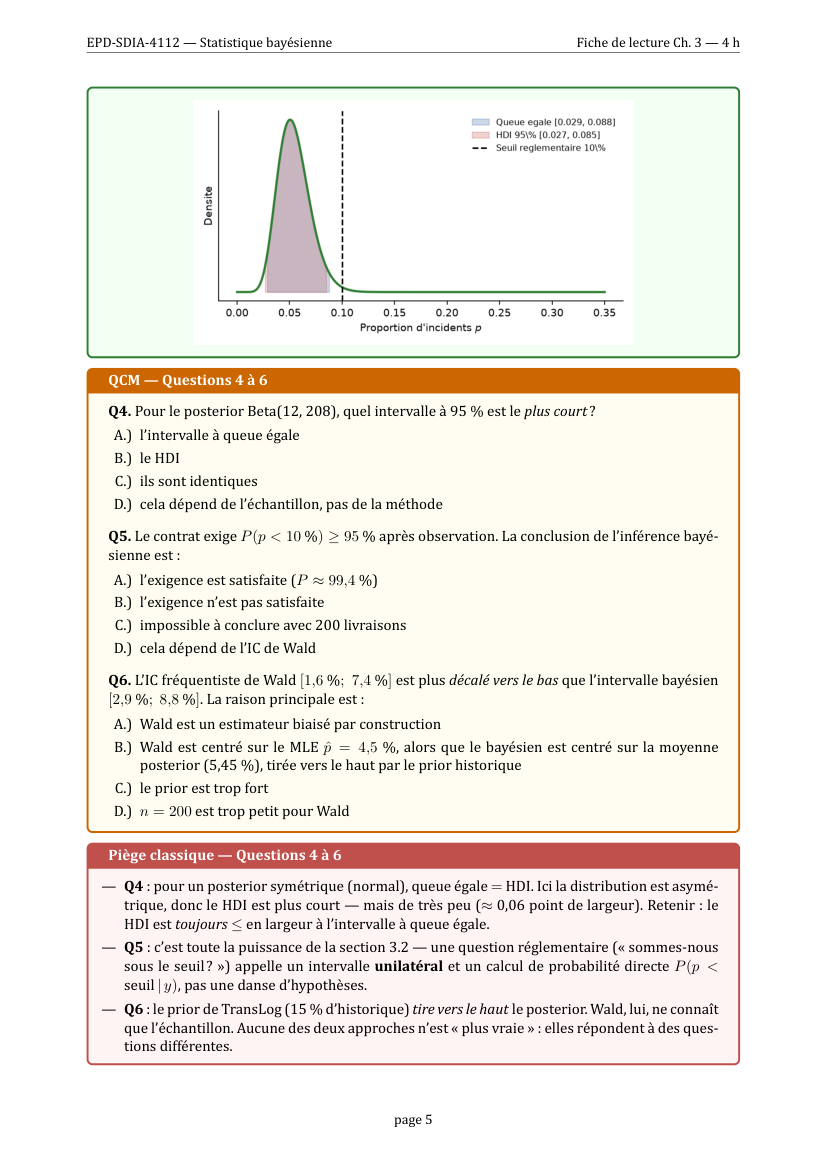 EPD-SDIA-4112 — Statistique bayésienne
Fiche de lecture Ch. 3 — 4 h
Queue egale [0.029, 0.088]
HDI 95\% [0.027, 0.085]
Seuil reglementaire 10\%
Densite
0.00 0.05 0.10 0.15 0.20 0.25 0.30 0.35
Proportion d'incidents p
QCM — Questions 4 à 6
Q4. Pour le posterior Beta(12, 208), quel intervalle à 95 % est le plus court ?
A.) l'intervalle à queue égale
B.) le HDI
C.) ils sont identiques
D.) cela dépend de l'échantillon, pas de la méthode
Q5. Le contrat exige P(p < 10 %) ≥ 95 % après observation. La conclusion de l'inférence bayé-
sienne est :
A.) l'exigence est satisfaite (P ≈ 99,4 %)
B.) l'exigence n'est pas satisfaite
C.) impossible à conclure avec 200 livraisons
D.) cela dépend de l'IC de Wald
Q6. L'IC fréquentiste de Wald [1,6 %; 7,4 %] est plus décalé vers le bas que l'intervalle bayésien
[2,9 %; 8,8 %]. La raison principale est :
A.) Wald est un estimateur biaisé par construction
B.) Wald est centré sur le MLE p̂ = 4,5 %, alors que le bayésien est centré sur la moyenne
posterior (5,45 %), tirée vers le haut par le prior historique
C.) le prior est trop fort
D.) n = 200 est trop petit pour Wald
Piège classique — Questions 4 à 6
— Q4 : pour un posterior symétrique (normal), queue égale = HDI. Ici la distribution est asymé-
trique, donc le HDI est plus court — mais de très peu (≈ 0,06 point de largeur). Retenir : le
HDI est toujours ≤ en largeur à l'intervalle à queue égale.
— Q5 : c'est toute la puissance de la section 3.2 — une question réglementaire (« sommes-nous
sous le seuil ? ») appelle un intervalle unilatéral et un calcul de probabilité directe P(p <
seuil | y), pas une danse d'hypothèses.
— Q6 : le prior de TransLog (15 % d'historique) tire vers le haut le posterior. Wald, lui, ne connaît
que l'échantillon. Aucune des deux approches n'est « plus vraie » : elles répondent à des ques-
tions différentes.
page 5